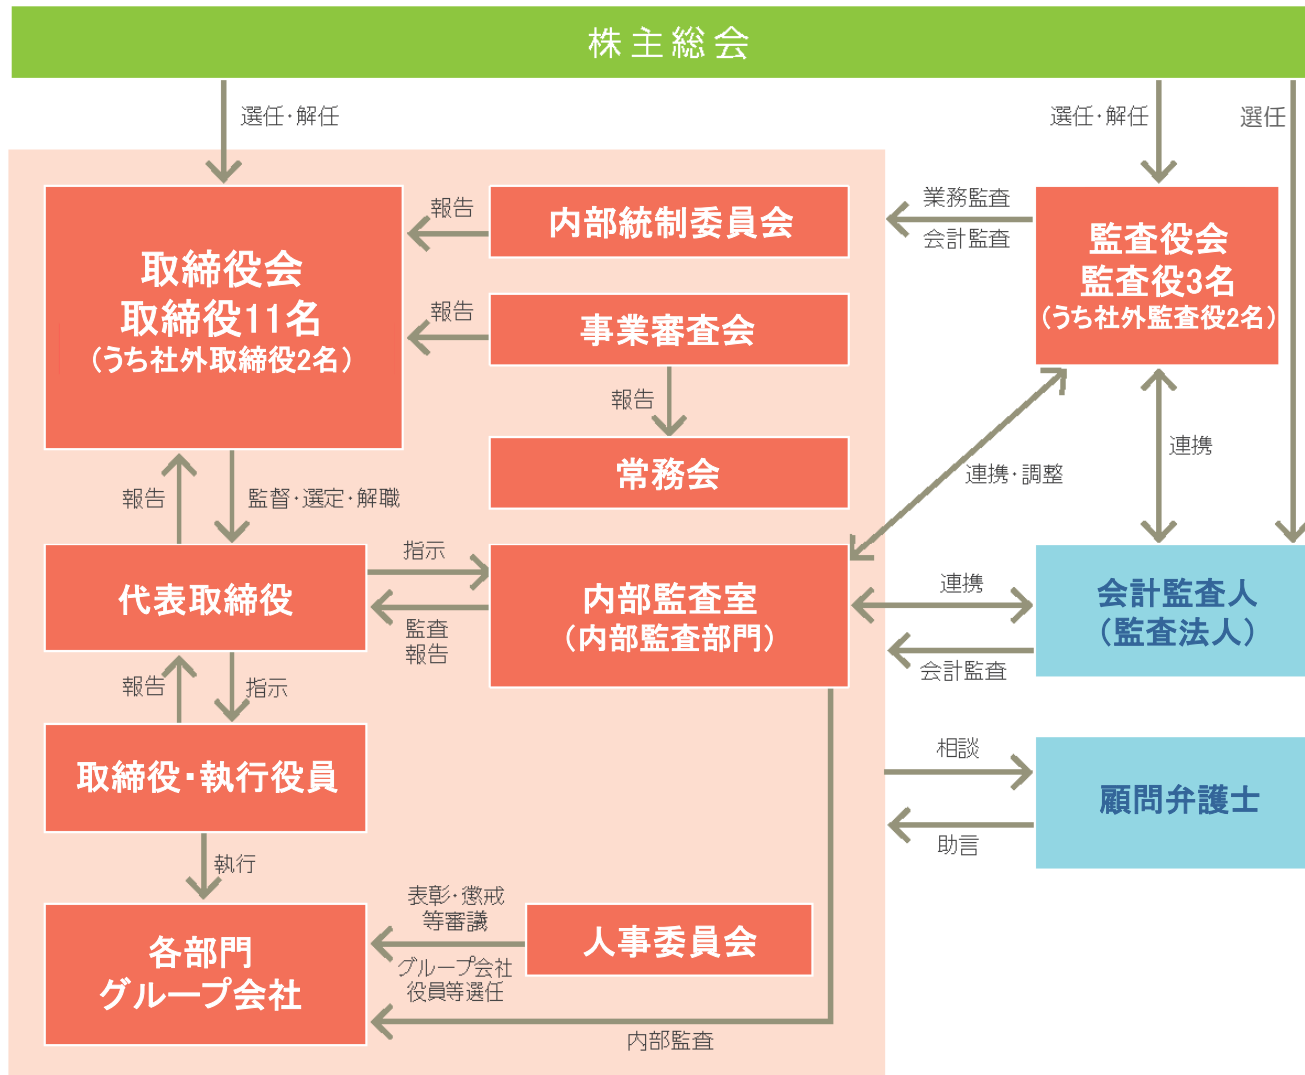 株主総会
選任・解任
選任・解任
選任
取締役会
取締役11名
（うち社外取締役2名）
報告
内部統制委員会
業務監査
会計監査
監査役会
監査役3名
（うち社外監査役2名）
報告
事業審査会
報告
常務会
連携・調整
連携
報告
監督・選定・解職
代表取締役
指示
監査
報告
内部監査室
（内部監査部門）
連携
会計監査
会計監査人
（監査法人）
報告
指示
取締役・執行役員
相談
助言
顧問弁護士
執行
表彰・懲戒
等審議
人事委員会
グループ会社
役員等選任
各部門
グループ会社
内部監査